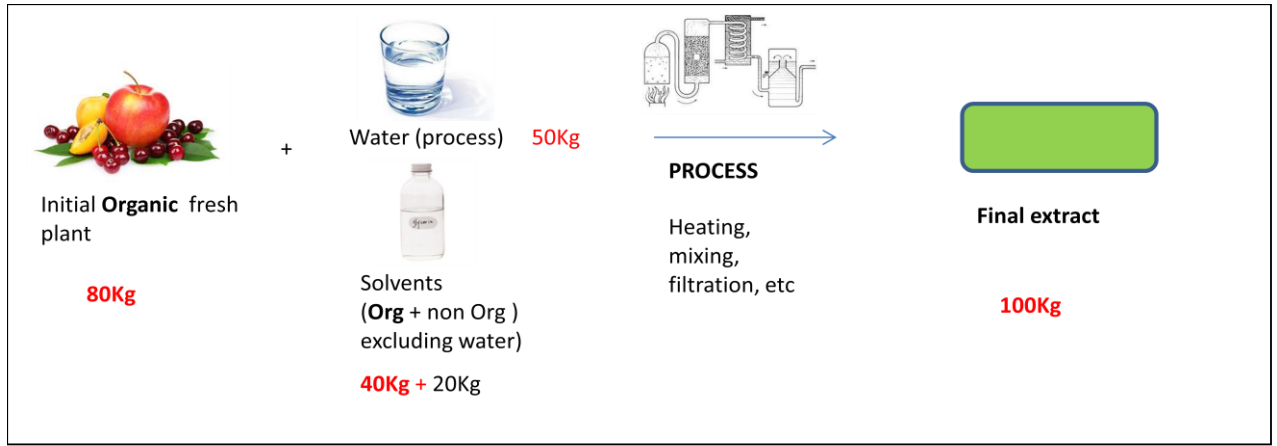 Initial Organic fresh
plant
80Kg
+
Water (process) 50Kg
Solvents
(Org + non Org )
excluding water)
40Kg + 20Kg
PROCESS
Heating,
mixing,
filtration, etc
Final extract
100Kg